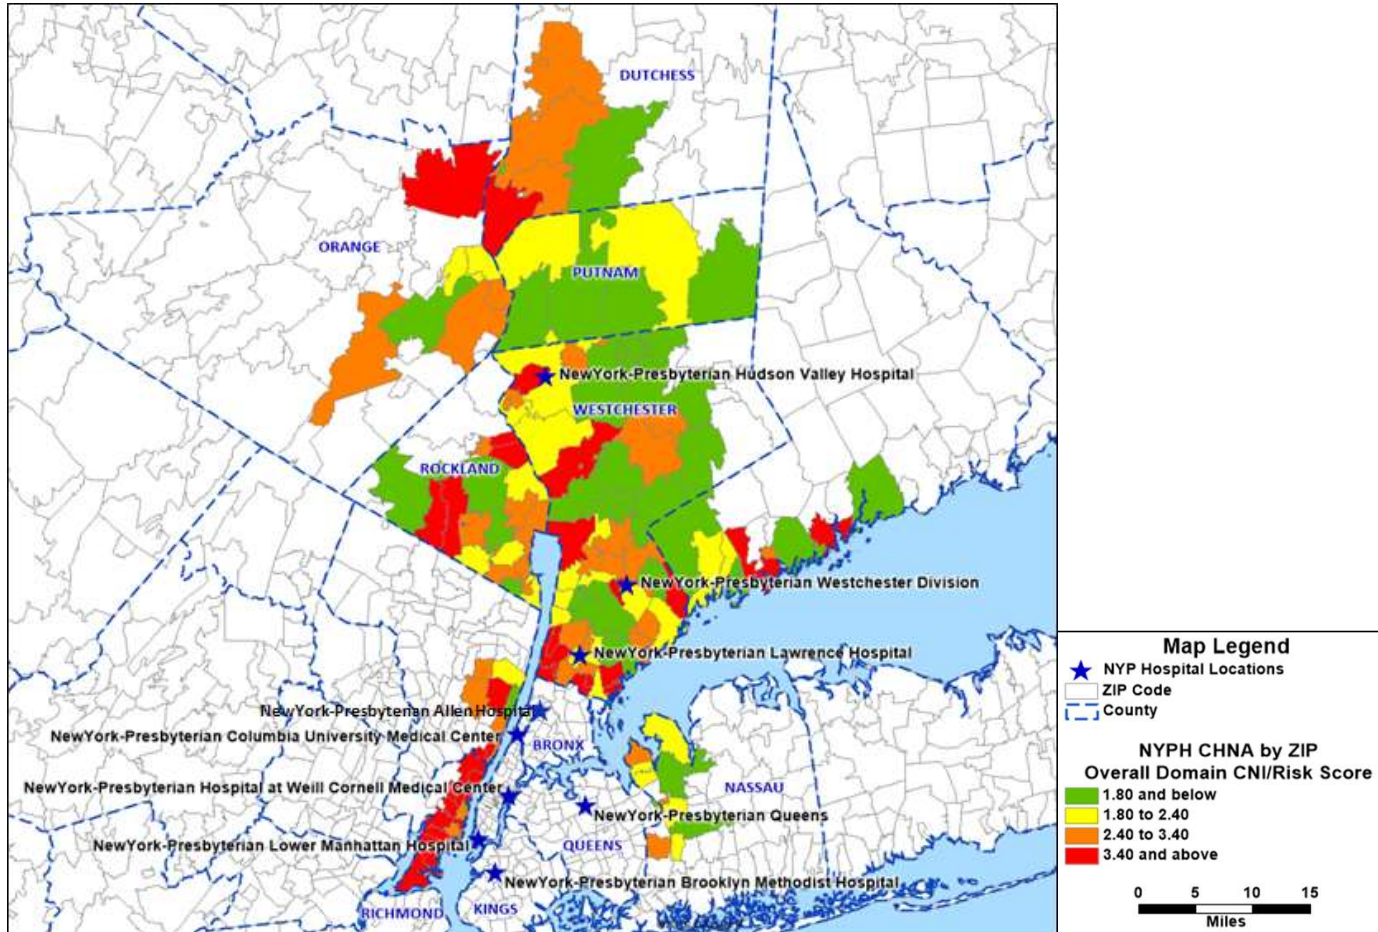 DUTCHESS
ORANGE
PUTNAM
NewYork-Presbyterian Hudson Valley Hospital
WESTCHESTER
ROCKLAND
NewYork-Presbyterian Westchester Division
NewYork-Presbyterian Lawrence Hospital
NewYork-Presbyterian Allen Hospital
NewYork-Presbyterian Columbia University Medical Center
BRONX
NewYork-Presbyterian Hospital at Weill Cornell Medical Center
NASSAU
NewYork-Presbyterian Queens
NewYork-Presbyterian Lower Manhattan Hospital
QUEENS
NewYork-Presbyterian Brooklyn Methodist Hospital
RICHMOND
KINGS
Map Legend
NYP Hospital Locations
ZIP Code
County
NYPH CHNA by ZIP
Overall Domain CNI/Risk Score
1.80 and below
1.80 to 2.40
2.40 to 3.40
3.40 and above
0 5 10 15
Miles